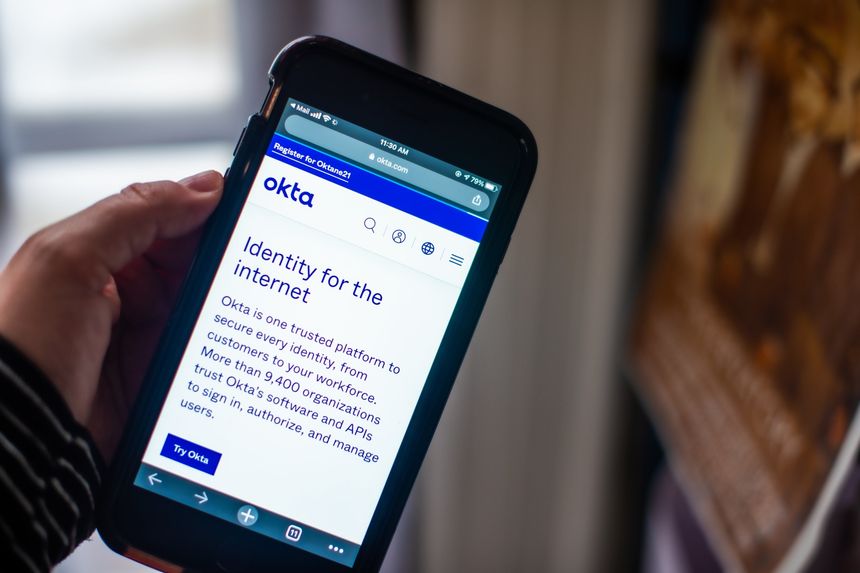 Mail
11:30 AM
79%
okta.com
Register for Oktane21
okta
Identity for the
internet
Okta is one trusted platform to
secure every identity, from
customers to your workforce.
More than 9,400 organizations
trust Okta's software and APIs
to sign in, authorize, and manage
users.
Try Okta
11